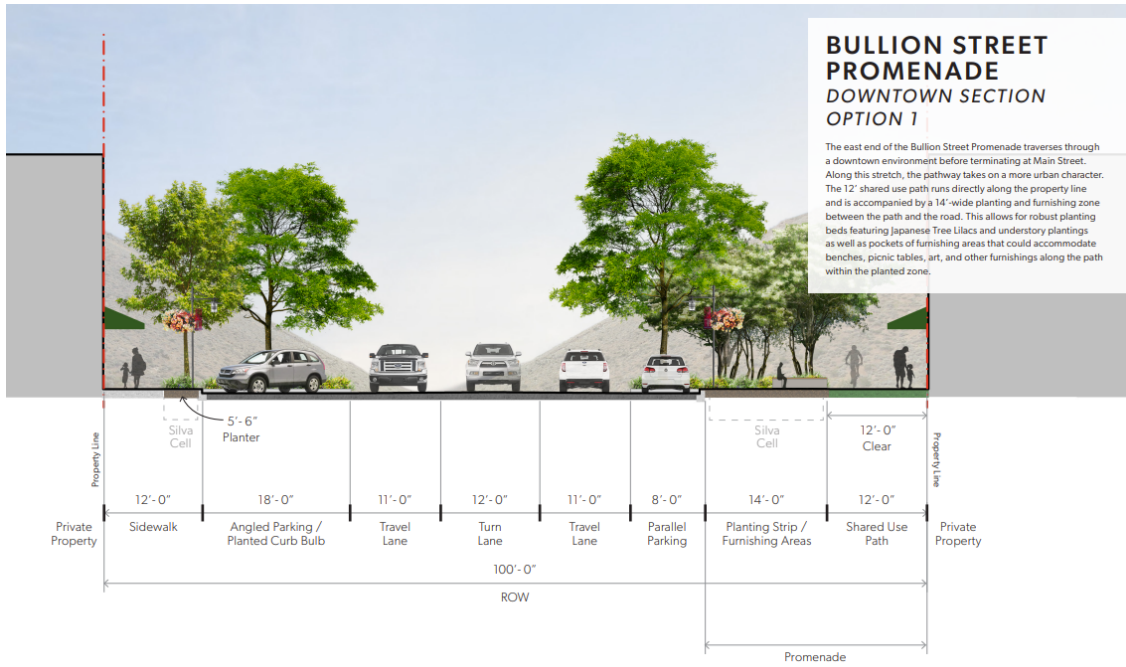 BULLION STREET
PROMENADE
DOWNTOWN SECTION
OPTION 1
The east end of the Bullion Street Promenade traverses through
a downtown environment before terminating at Main Street.
Along this stretch, the pathway takes on a more urban character.
The 12' shared use path runs directly along the property line
and is accompanied by a 14'-wide planting and furnishing zone
between the path and the road. This allows for robust planting
beds featuring Japanese Tree Lilacs and understory plantings
as well as pockets of furnishing areas that could accommodate
benches, picnic tables, art, and other furnishings along the path
within the planted zone.
Property Line
Silva
Cell
5'- 6"
Planter
Silva
Cell
12'- 0"
Clear
Property Line
12'- 0"
18'- 0"
11'- 0"
12'- 0"
11'- 0"
8'- 0"
14'- 0"
12'- 0"
Private
Property
Sidewalk
Angled Parking /
Planted Curb Bulb
Travel
Lane
Turn
Lane
Travel
Lane
Parallel
Parking
Planting Strip /
Furnishing Areas
Shared Use
Path
Private
Property
100'- 0"
ROW
Promenade